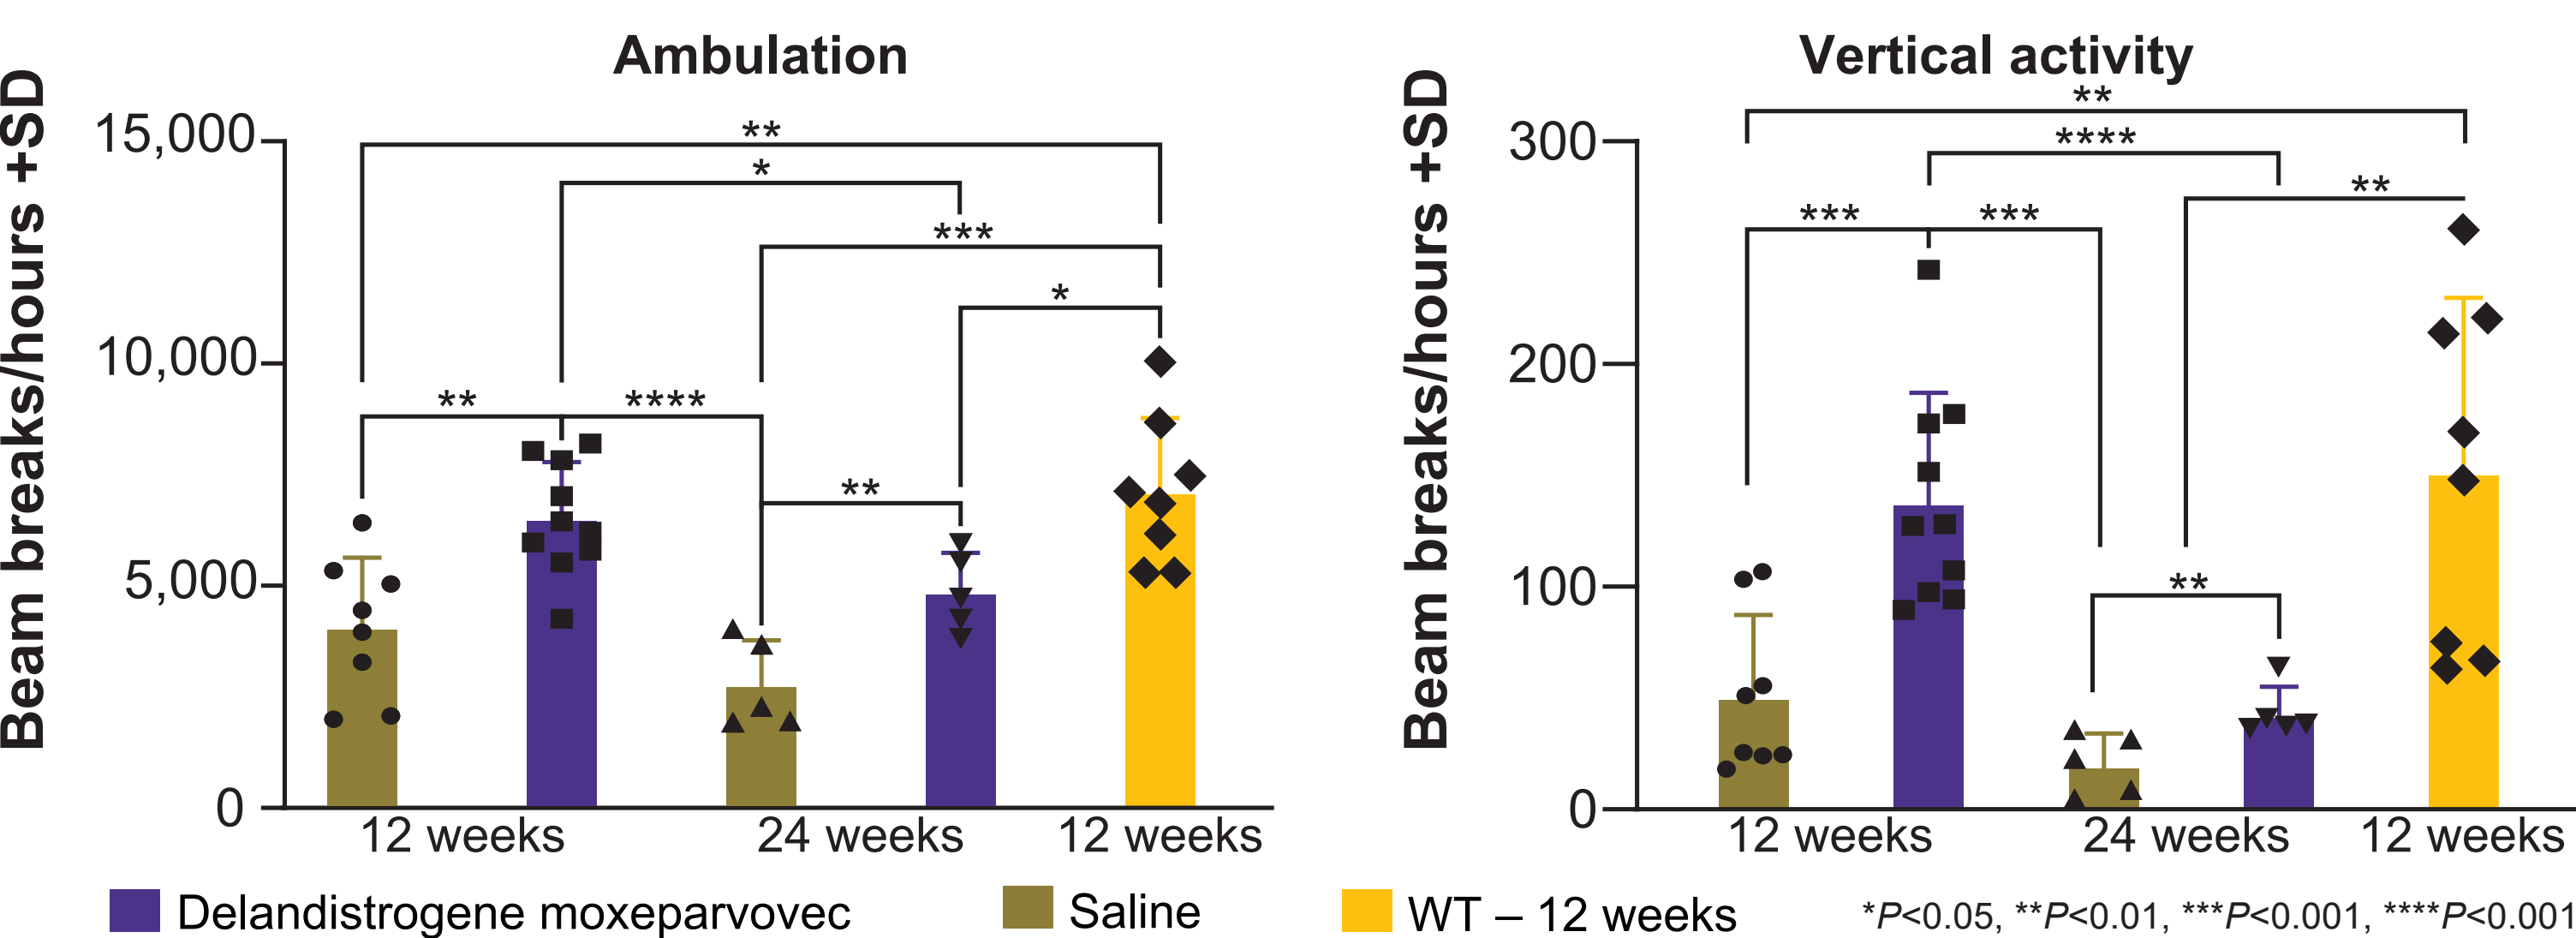 Ambulation
Beam breaks/hours +SD
15,000
10,000
5,000
0
**
*
***
*
**
****
**
12 weeks
24 weeks
12 weeks
Vertical activity
Beam breaks/hours +SD
300
200
100
0
**
****
**
***
***
**
12 weeks
24 weeks
12 weeks
Delandistrogene moxeparvovec
Saline
WT – 12 weeks
*P<0.05, **P<0.01, ***P<0.001, ****P<0.001